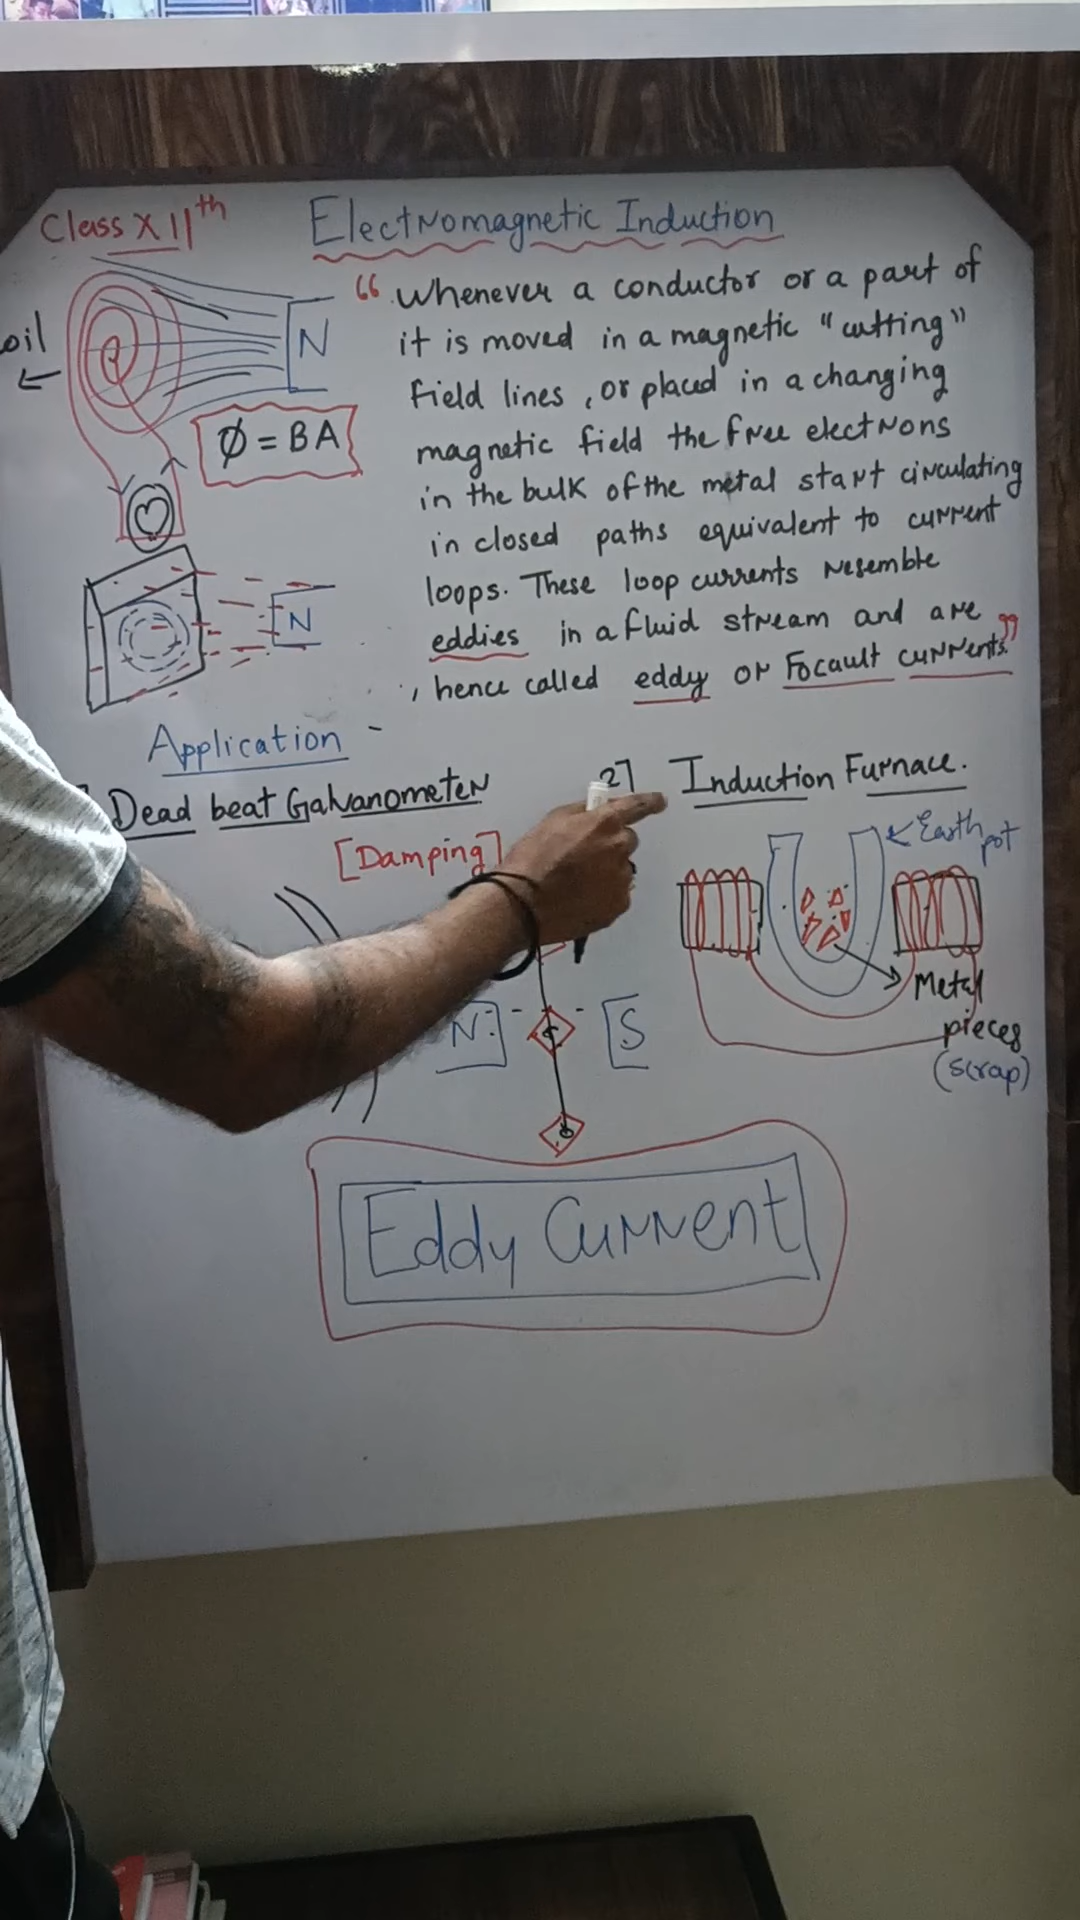 Class XIIth
Electromagnetic Induction
oil
N
Ø = BA
“ Whenever a conductor or a part of
it is moved in a magnetic "cutting"
field lines, or placed in a changing
magnetic field the free electrons
in the bulk of the metal start circulating
in closed paths equivalent to current
loops. These loop currents resemble
eddies in a fluid stream and are
, hence called eddy or Focault currents.”
N
Application -
Dead beat Galvanometer
[Damping]
N
S
2] Induction Furnace.
Earth pot
Metal
pieces
(scrap)
Eddy Current